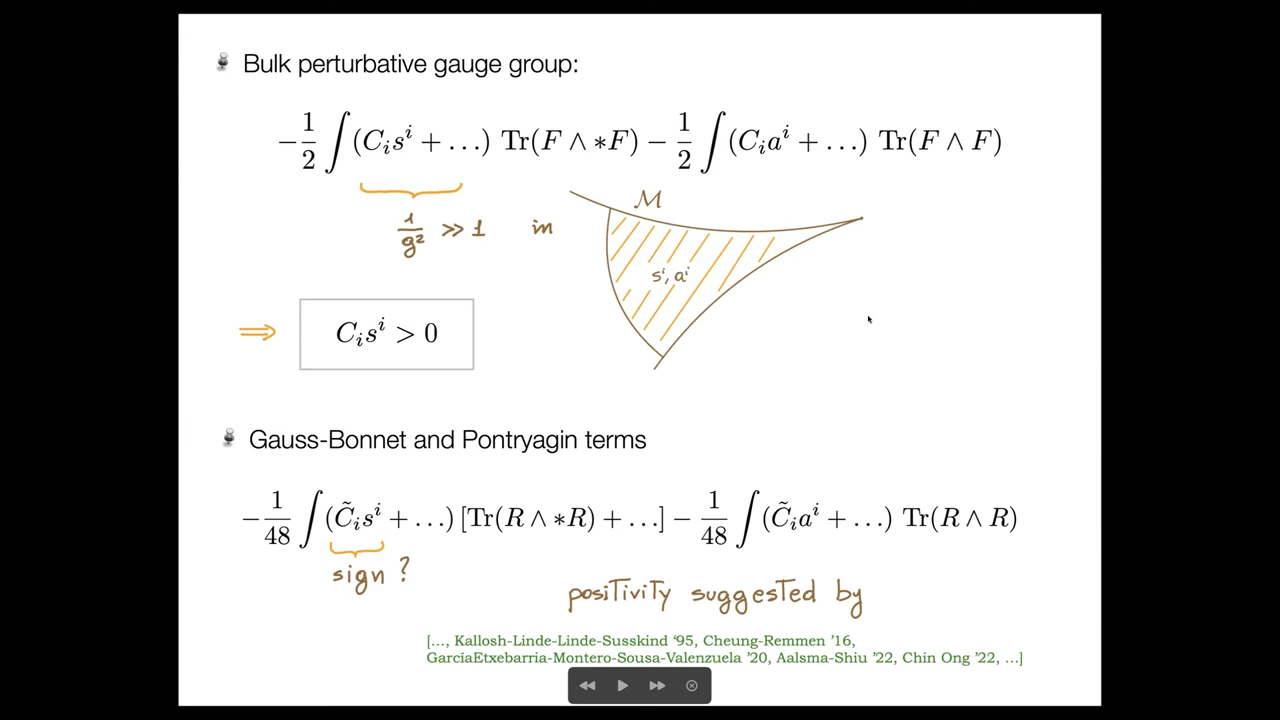 Bulk perturbative gauge group:
−1/2 ∫(C_i s^i + …) Tr(F ∧ ∗F) − 1/2 ∫(C_i a^i + …) Tr(F ∧ F)
1/g² ≫ 1 in M
s^i, a^i
⟹ C_i s^i > 0
Gauss-Bonnet and Pontryagin terms
−1/48 ∫(C̃_i s^i + …) [Tr(R ∧ ∗R) + …] − 1/48 ∫(C̃_i a^i + …) Tr(R ∧ R)
sign ?
positivity suggested by
[…, Kallosh-Linde-Linde-Susskind ‘95, Cheung-Remmen ’16,
GarcíaEtxebarria-Montero-Sousa-Valenzuela ’20, Aalsma-Shiu ’22, Chin Ong ’22, …]